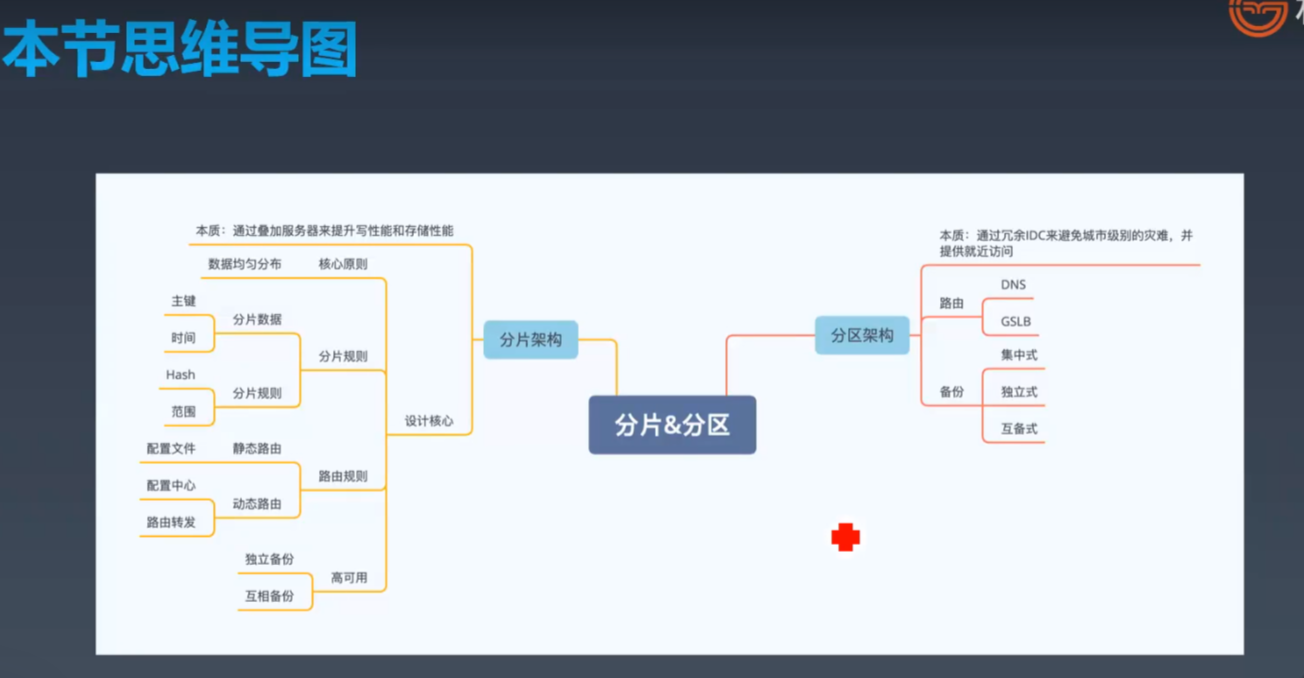 本节思维导图
本质：通过叠加服务器来提升写性能和存储性能
数据均匀分布 核心原则
主键
分片数据
时间
分片规则
Hash
分片规则
范围
设计核心
配置文件 静态路由
路由规则
配置中心
动态路由
路由转发
独立备份
高可用
互相备份
分片架构
分片&分区
分区架构
本质：通过冗余IDC来避免城市级别的灾难，并
提供就近访问
DNS
路由
GSLB
集中式
备份
独立式
互备式